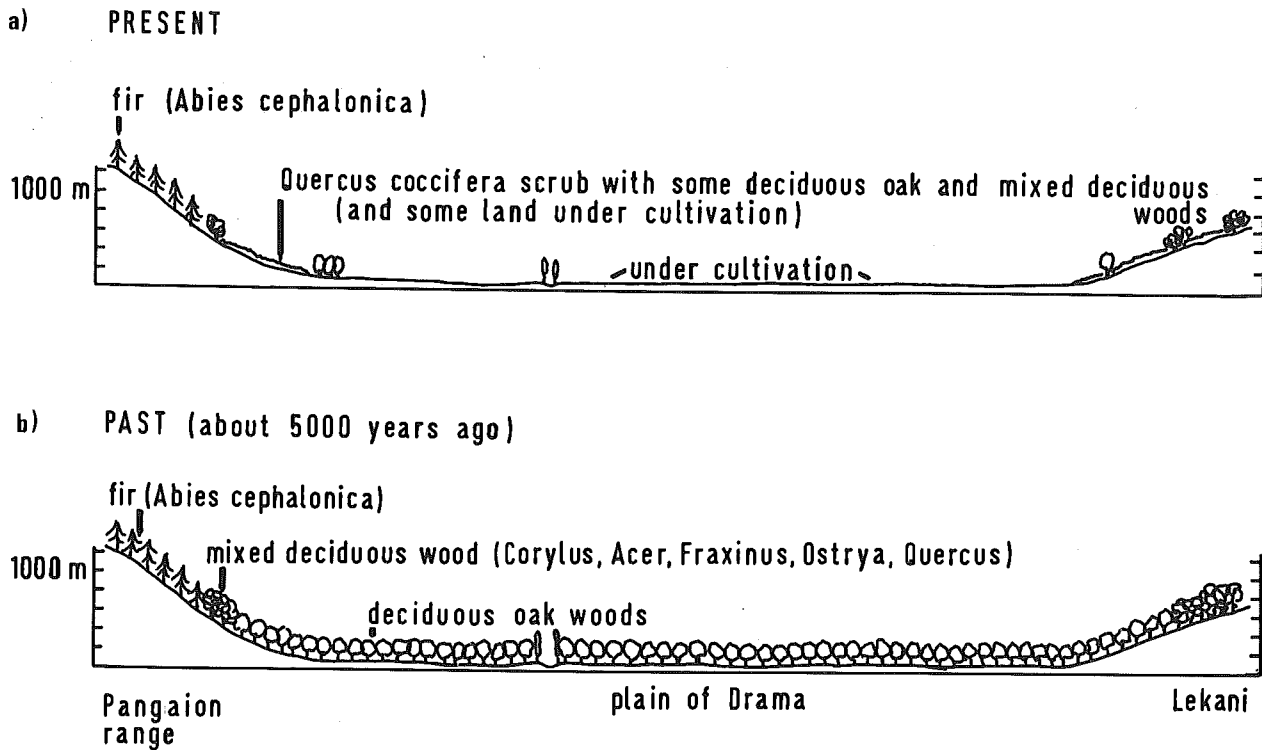 a) PRESENT
fir (Abies cephalonica)
1000 m
Quercus coccifera scrub with some deciduous oak and mixed deciduous
(and some land under cultivation) woods
under cultivation
b) PAST (about 5000 years ago)
fir (Abies cephalonica)
1000 m
mixed deciduous wood (Corylus, Acer, Fraxinus, Ostrya, Quercus)
deciduous oak woods
Pangaion
range
plain of Drama
Lekani